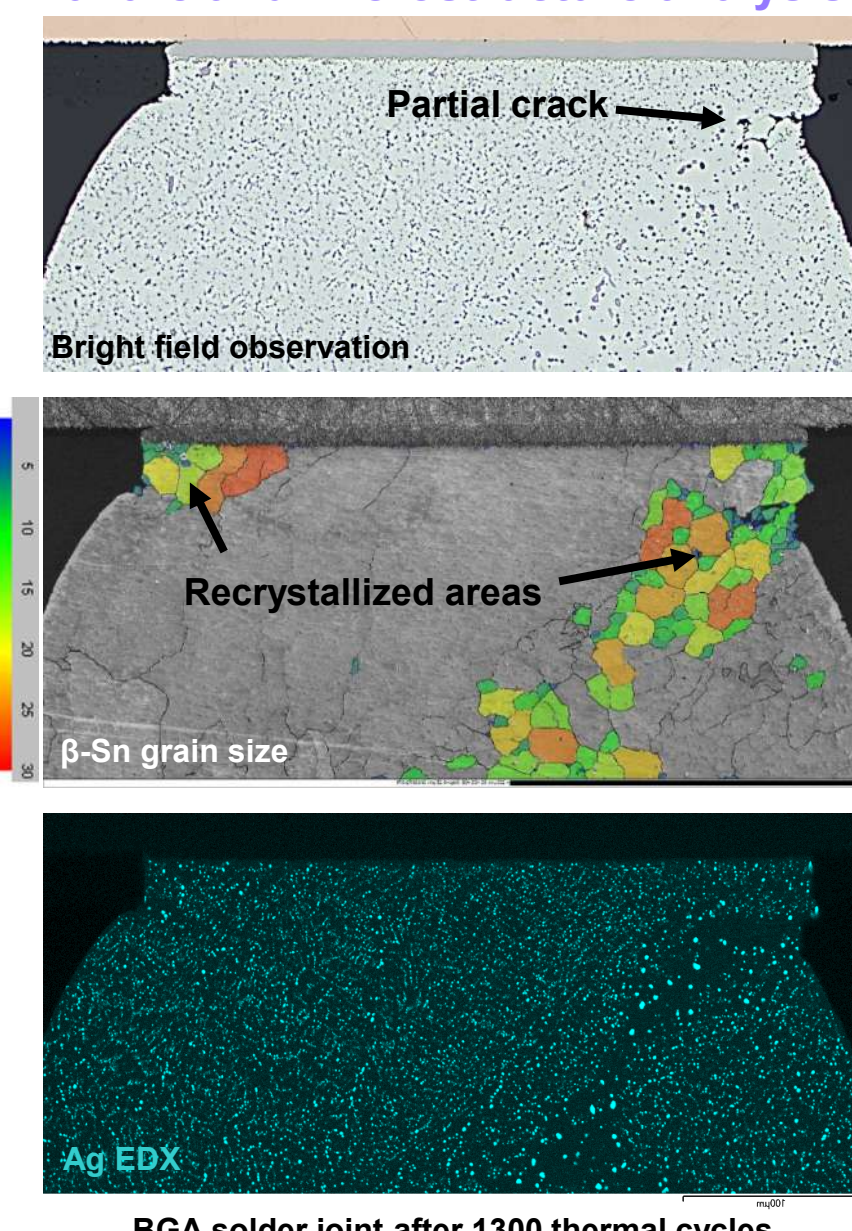 Partial crack
Bright field observation
5
10
15
20
25
30
Recrystallized areas
β-Sn grain size
Ag EDX
100µm
BGA solder joint after 1300 thermal cycles